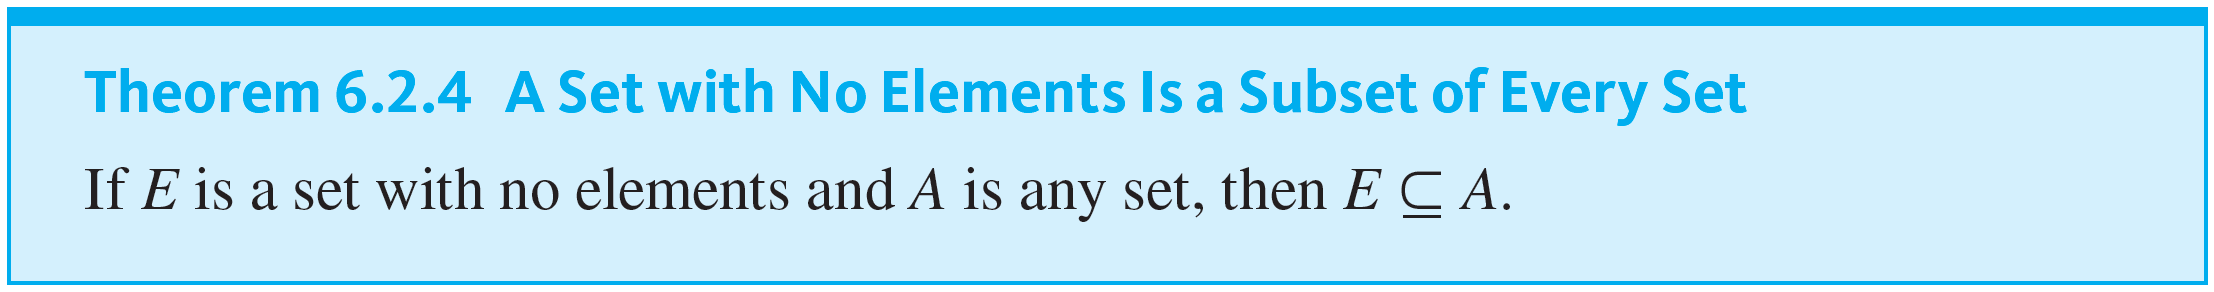 Theorem 6.2.4 A Set with No Elements Is a Subset of Every Set
If E is a set with no elements and A is any set, then E ⊆ A.